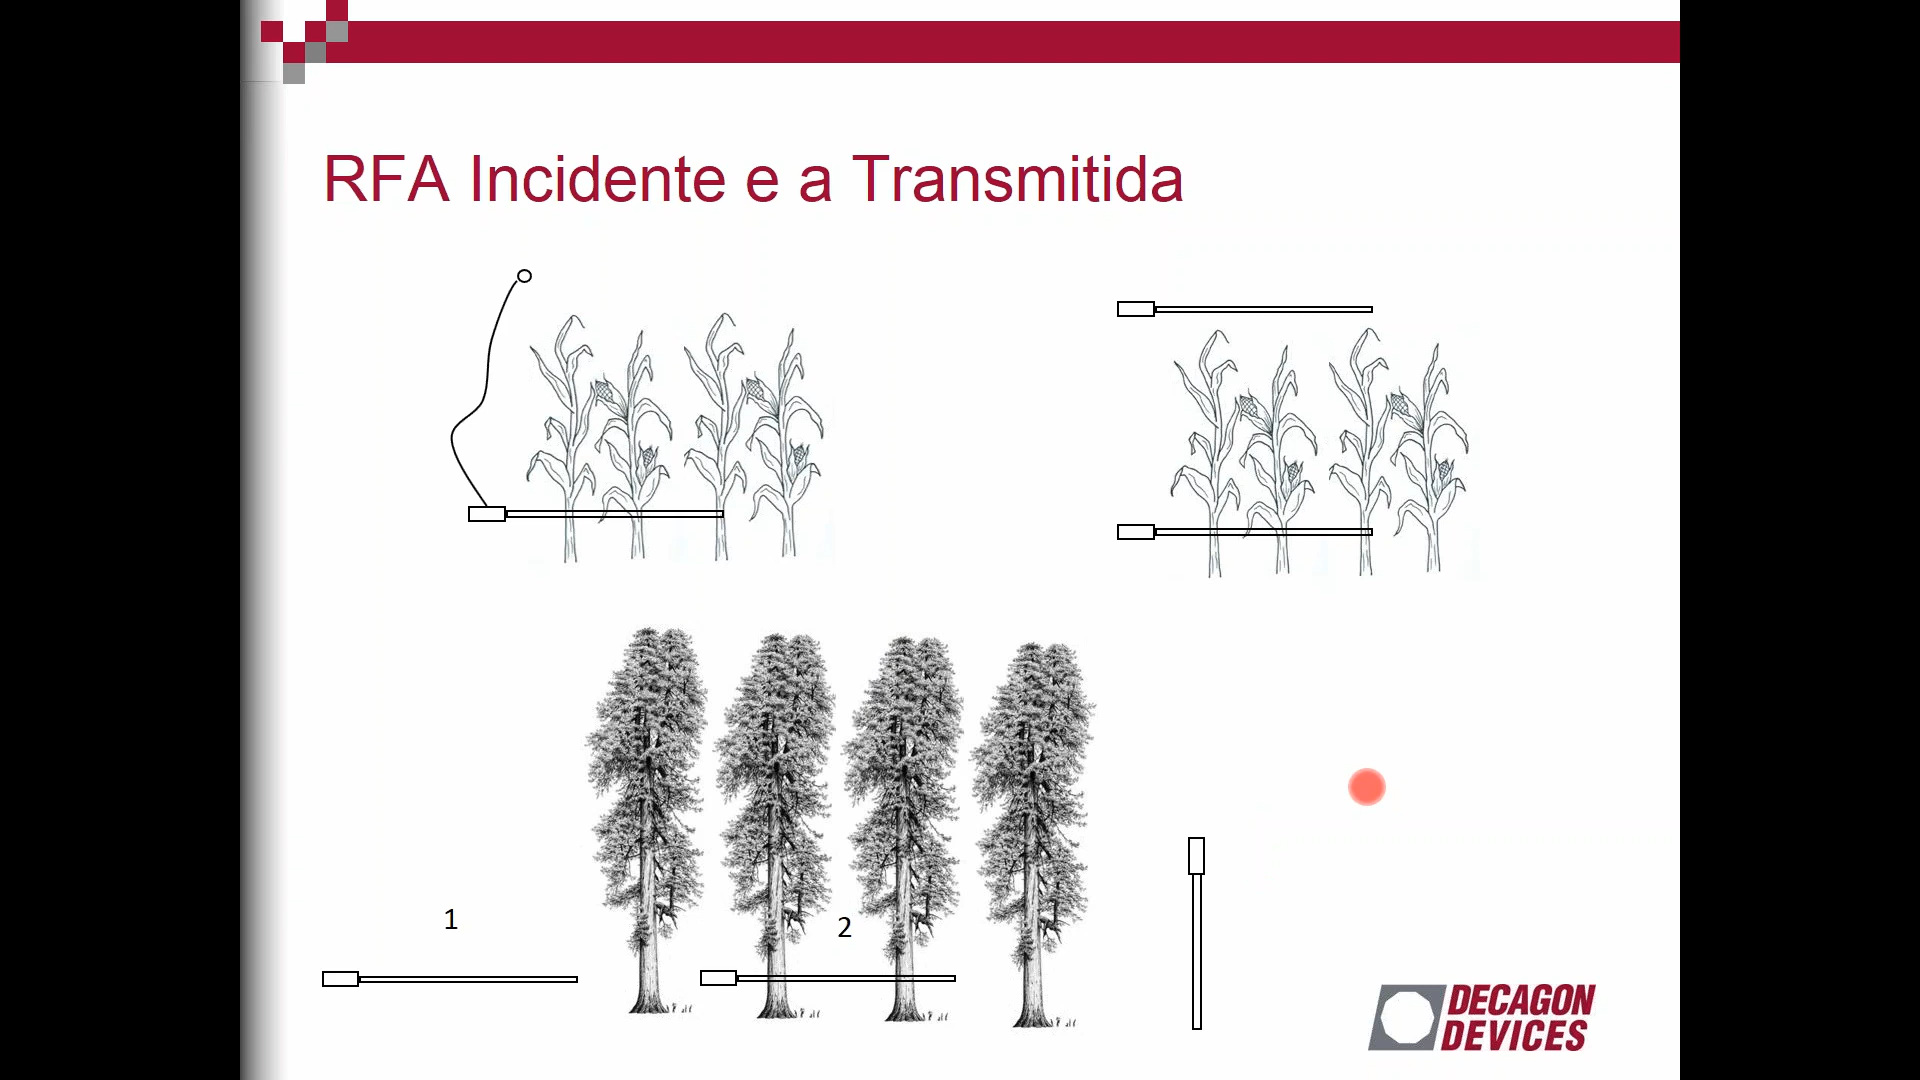 RFA Incidente e a Transmitida
1
2
DECAGON
DEVICES